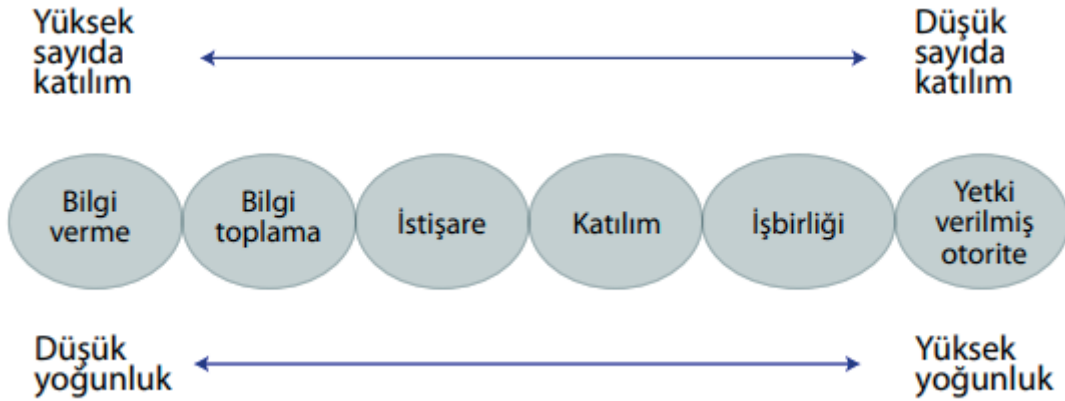 Yüksek
sayıda
katılım
Düşük
sayıda
katılım
Bilgi
verme
Bilgi
toplama
İstişare
Katılım
İşbirliği
Yetki
verilmiş
otorite
Düşük
yoğunluk
Yüksek
yoğunluk